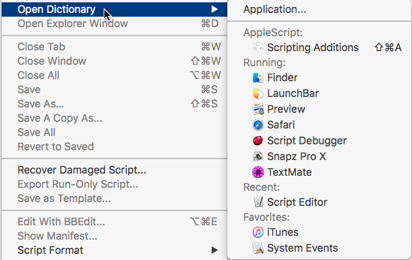 Open Dictionary ▶
Open Explorer Window ⌘D
Close Tab ⌘W
Close Window ⇧⌘W
Close All ⌥⌘W
Save ⌘S
Save As... ⇧⌘S
Save A Copy As...
Save All
Revert to Saved
Recover Damaged Script...
Export Run-Only Script...
Save as Template...
Edit With BBEdit... ⌥⌘E
Show Manifest...
Script Format ▶
Application...
AppleScript:
Scripting Additions ⇧⌘A
Running:
Finder
LaunchBar
Preview
Safari
Script Debugger
Snapz Pro X
TextMate
Recent:
Script Editor
Favorites:
iTunes
System Events